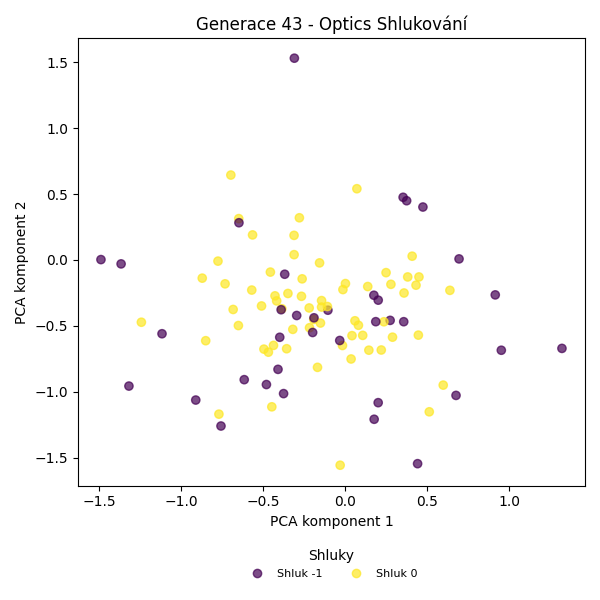 Generace 43 - Optics Shlukování
PCA komponent 2
1.5
1.0
0.5
0.0
−0.5
−1.0
−1.5
−1.5 −1.0 −0.5 0.0 0.5 1.0
PCA komponent 1
Shluky
Shluk -1 Shluk 0